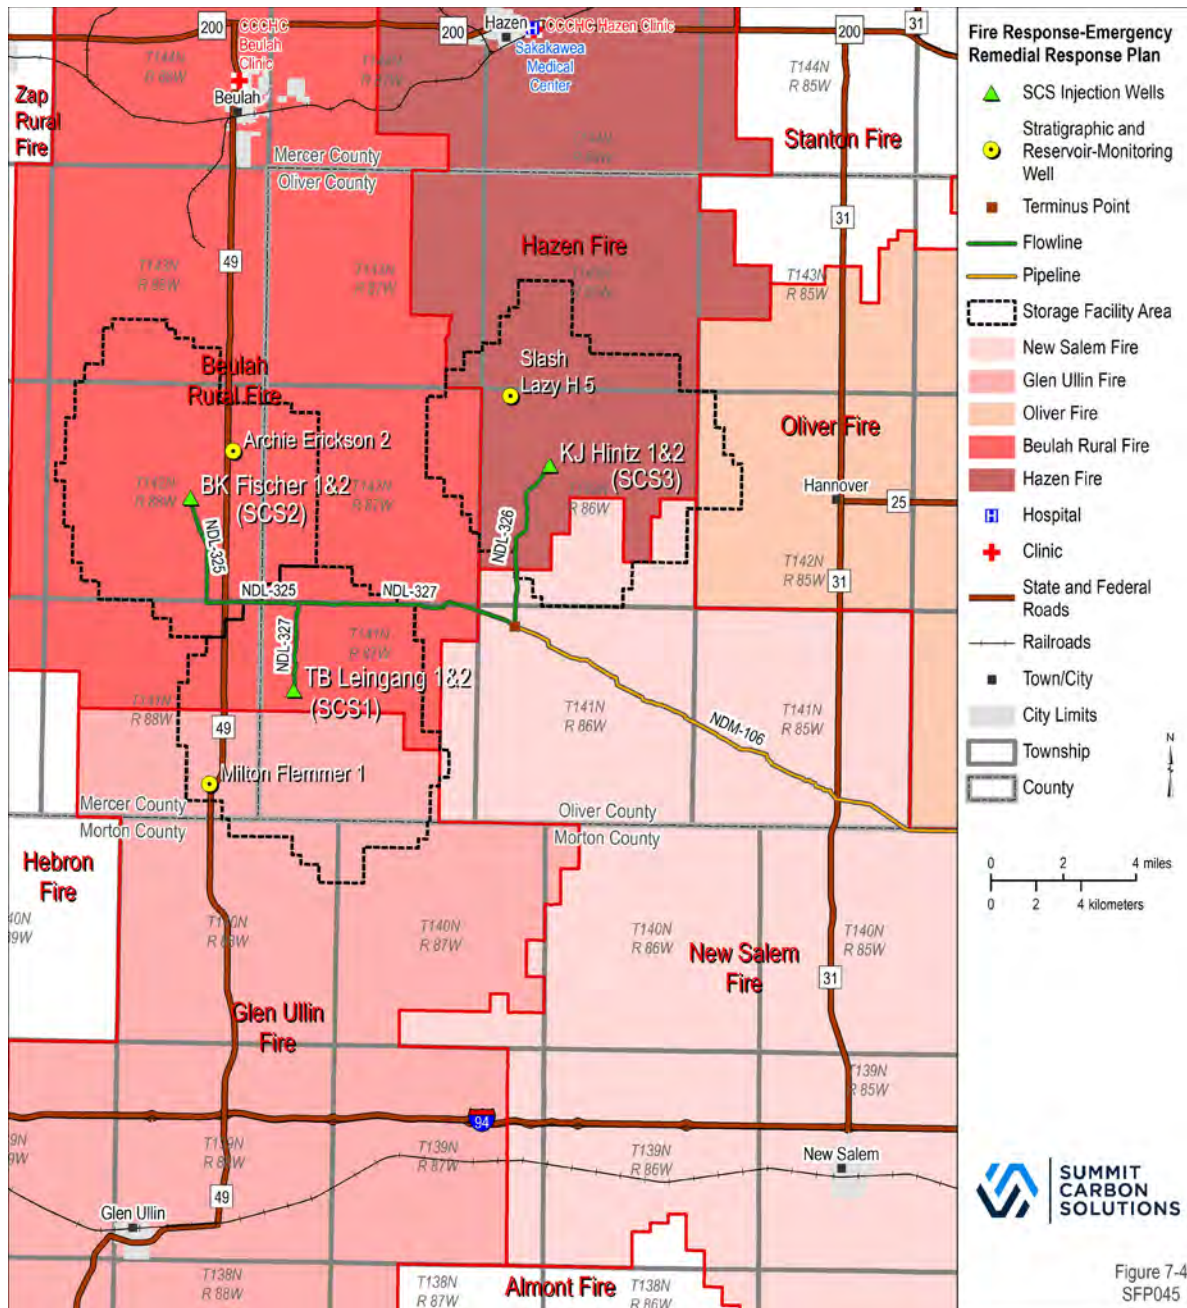 200
CCCHC
Beulah
Clinic
Beulah
200
Hazen
CCCHC Hazen Clinic
Sakakawea
Medical
Center
200
31
T144N
R 88W
T144N
R 85W
Zap
Rural
Fire
Stanton Fire
Mercer County
Oliver County
Hazen Fire
31
49
T143N
R 85W
Slash
Lazy H 5
Beulah
Rural Fire
Archie Erickson 2
BK Fischer 1&2
(SCS2)
T142N
R 88W
KJ Hintz 1&2
(SCS3)
R 86W
Oliver Fire
Hannover
25
T142N
R 85W
31
NDL-325
NDL-325
NDL-327
NDL-326
NDL-327
T141N
TB Leingang 1&2
(SCS1)
T141N
R 88W
49
T141N
R 86W
T141N
R 85W
NDM-106
Milton Flemmer 1
Mercer County
Morton County
Oliver County
Morton County
Hebron
Fire
T140N
R 88W
T140N
R 87W
T140N
R 86W
T140N
R 85W
New Salem
Fire
31
Glen Ullin
Fire
T139N
R 85W
94
T139N
R 88W
T139N
R 87W
T139N
R 86W
New Salem
49
Glen Ullin
T138N
R 88W
T138N
R 87W
Almont Fire
T138N
R 86W
Fire Response-Emergency
Remedial Response Plan
SCS Injection Wells
Stratigraphic and
Reservoir-Monitoring
Well
Terminus Point
Flowline
Pipeline
Storage Facility Area
New Salem Fire
Glen Ullin Fire
Oliver Fire
Beulah Rural Fire
Hazen Fire
Hospital
Clinic
State and Federal
Roads
Railroads
Town/City
City Limits
Township
County
N
0 2 4 miles
0 2 4 kilometers
SUMMIT
CARBON
SOLUTIONS
Figure 7-4
SFP045